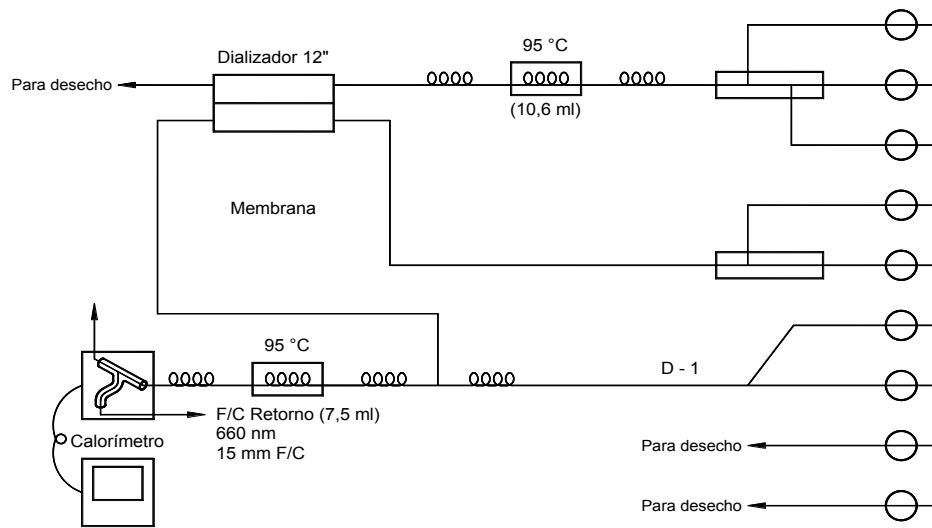 Dializador 12"
95 °C
Para desecho
(10,6 ml)
Membrana
95 °C
D - 1
F/C Retorno (7,5 ml)
660 nm
15 mm F/C
Calorímetro
Para desecho
Para desecho